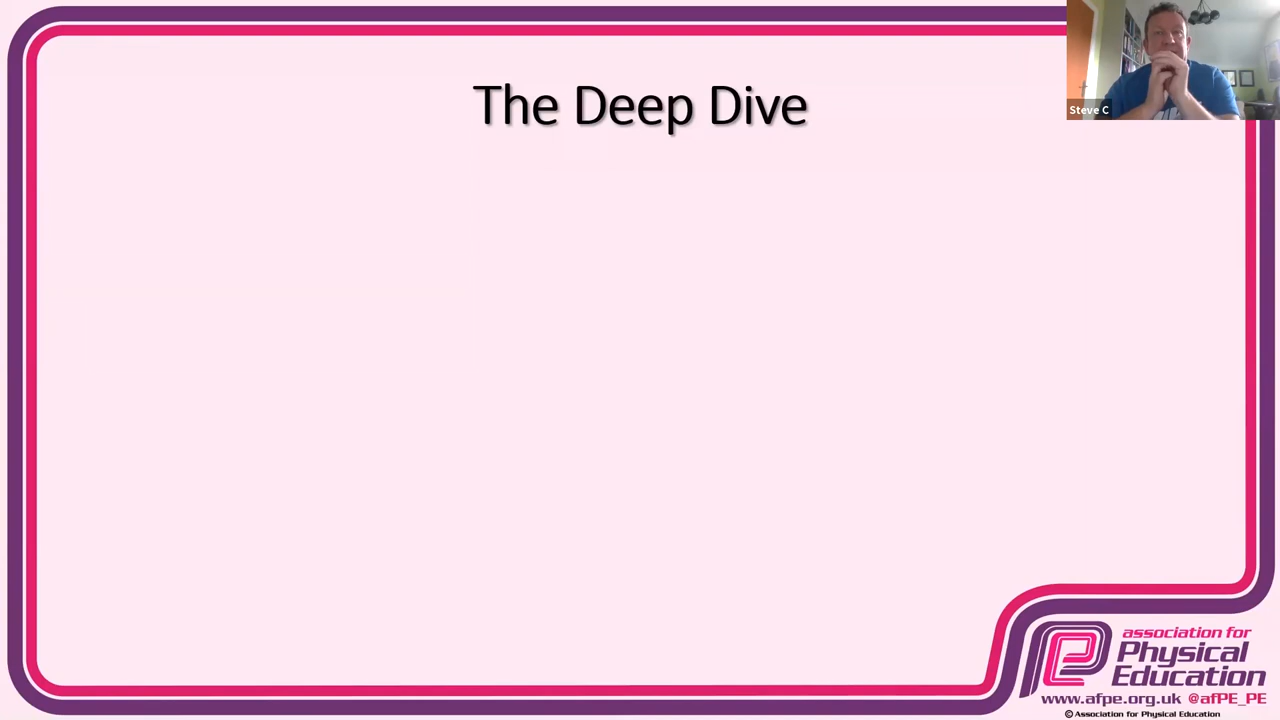 The Deep Dive
Steve C
association for
Physical
Education
www.afpe.org.uk @afPE_PE
© Association for Physical Education